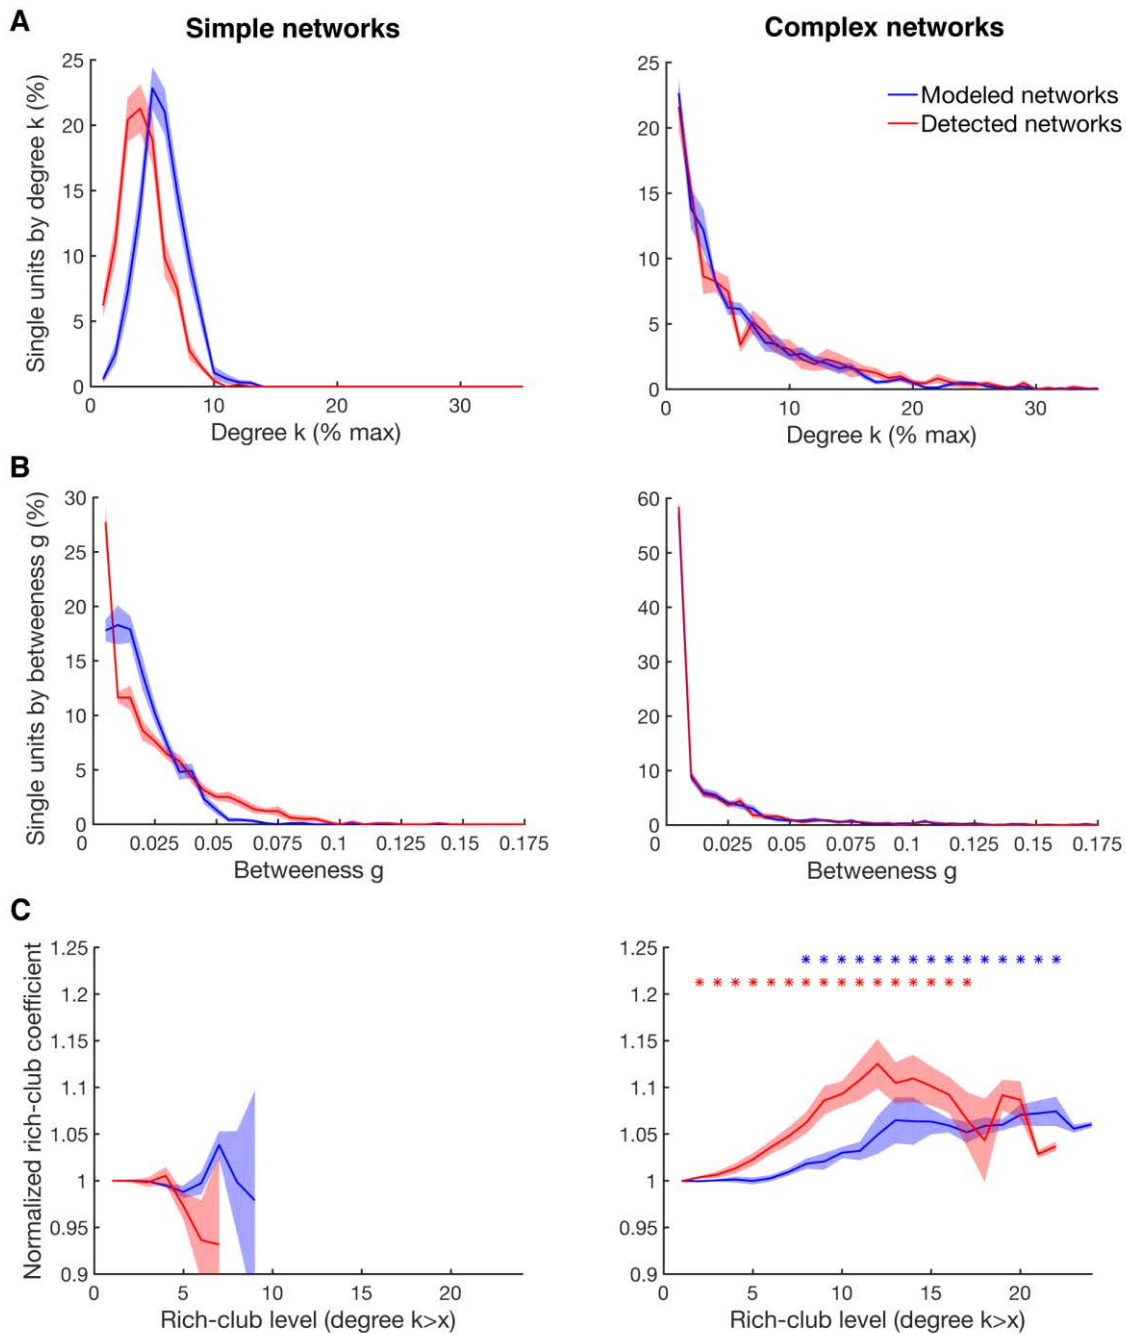 A
Simple networks
Complex networks
Single units by degree k (%)
25
20
15
10
5
0
0 10 20 30
Degree k (% max)
25
20
15
10
5
0
0 10 20 30
Degree k (% max)
Modeled networks
Detected networks
B
Single units by betweeness g (%)
30
25
20
15
10
5
0
0 0.025 0.05 0.075 0.1 0.125 0.15 0.175
Betweeness g
60
50
40
30
20
10
0
0 0.025 0.05 0.075 0.1 0.125 0.15 0.175
Betweeness g
C
Normalized rich-club coefficient
1.25
1.2
1.15
1.1
1.05
1
0.95
0.9
0 5 10 15 20
Rich-club level (degree k>x)
1.25
1.2
1.15
1.1
1.05
1
0.95
0.9
* * * * * * * * * * * * * * *
* * * * * * * * * * * * * * * *
0 5 10 15 20
Rich-club level (degree k>x)